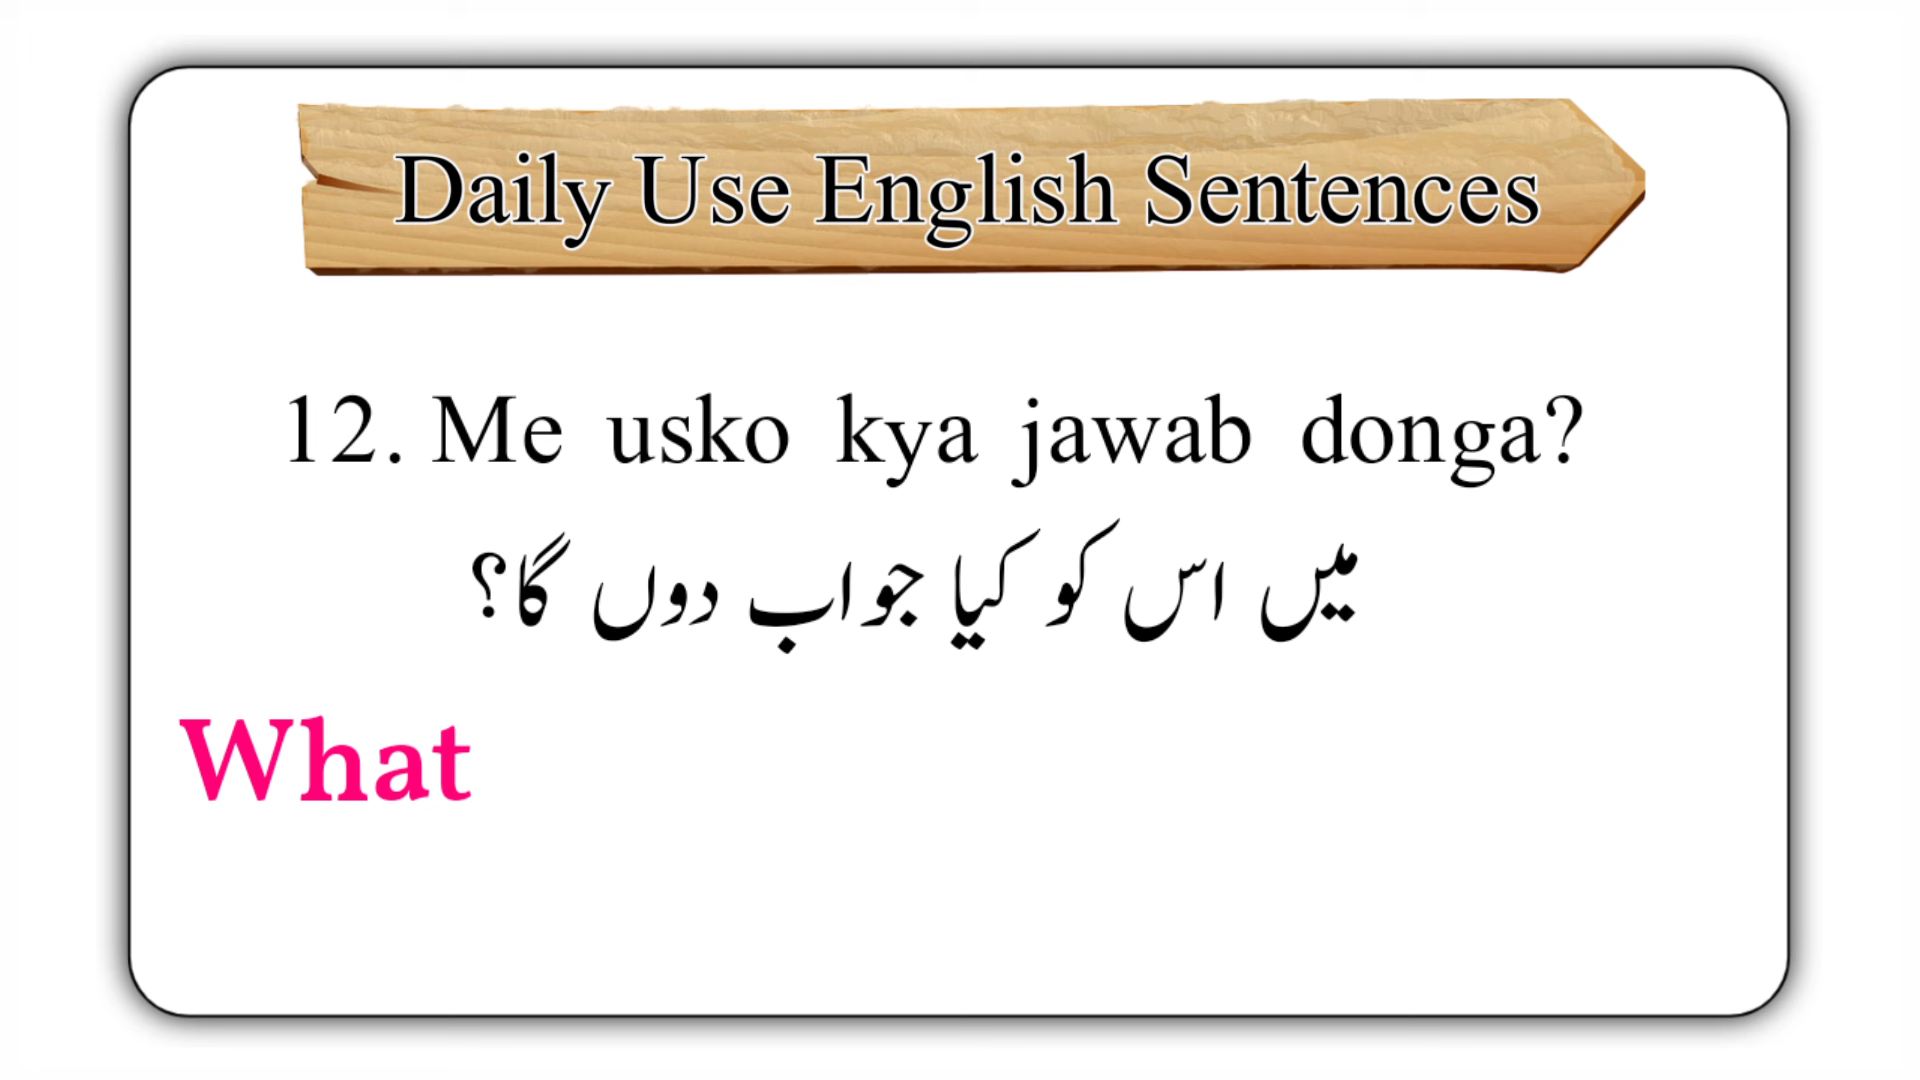 Daily Use English Sentences
12. Me usko kya jawab donga?
میں اس کو کیا جواب دوں گا؟
What